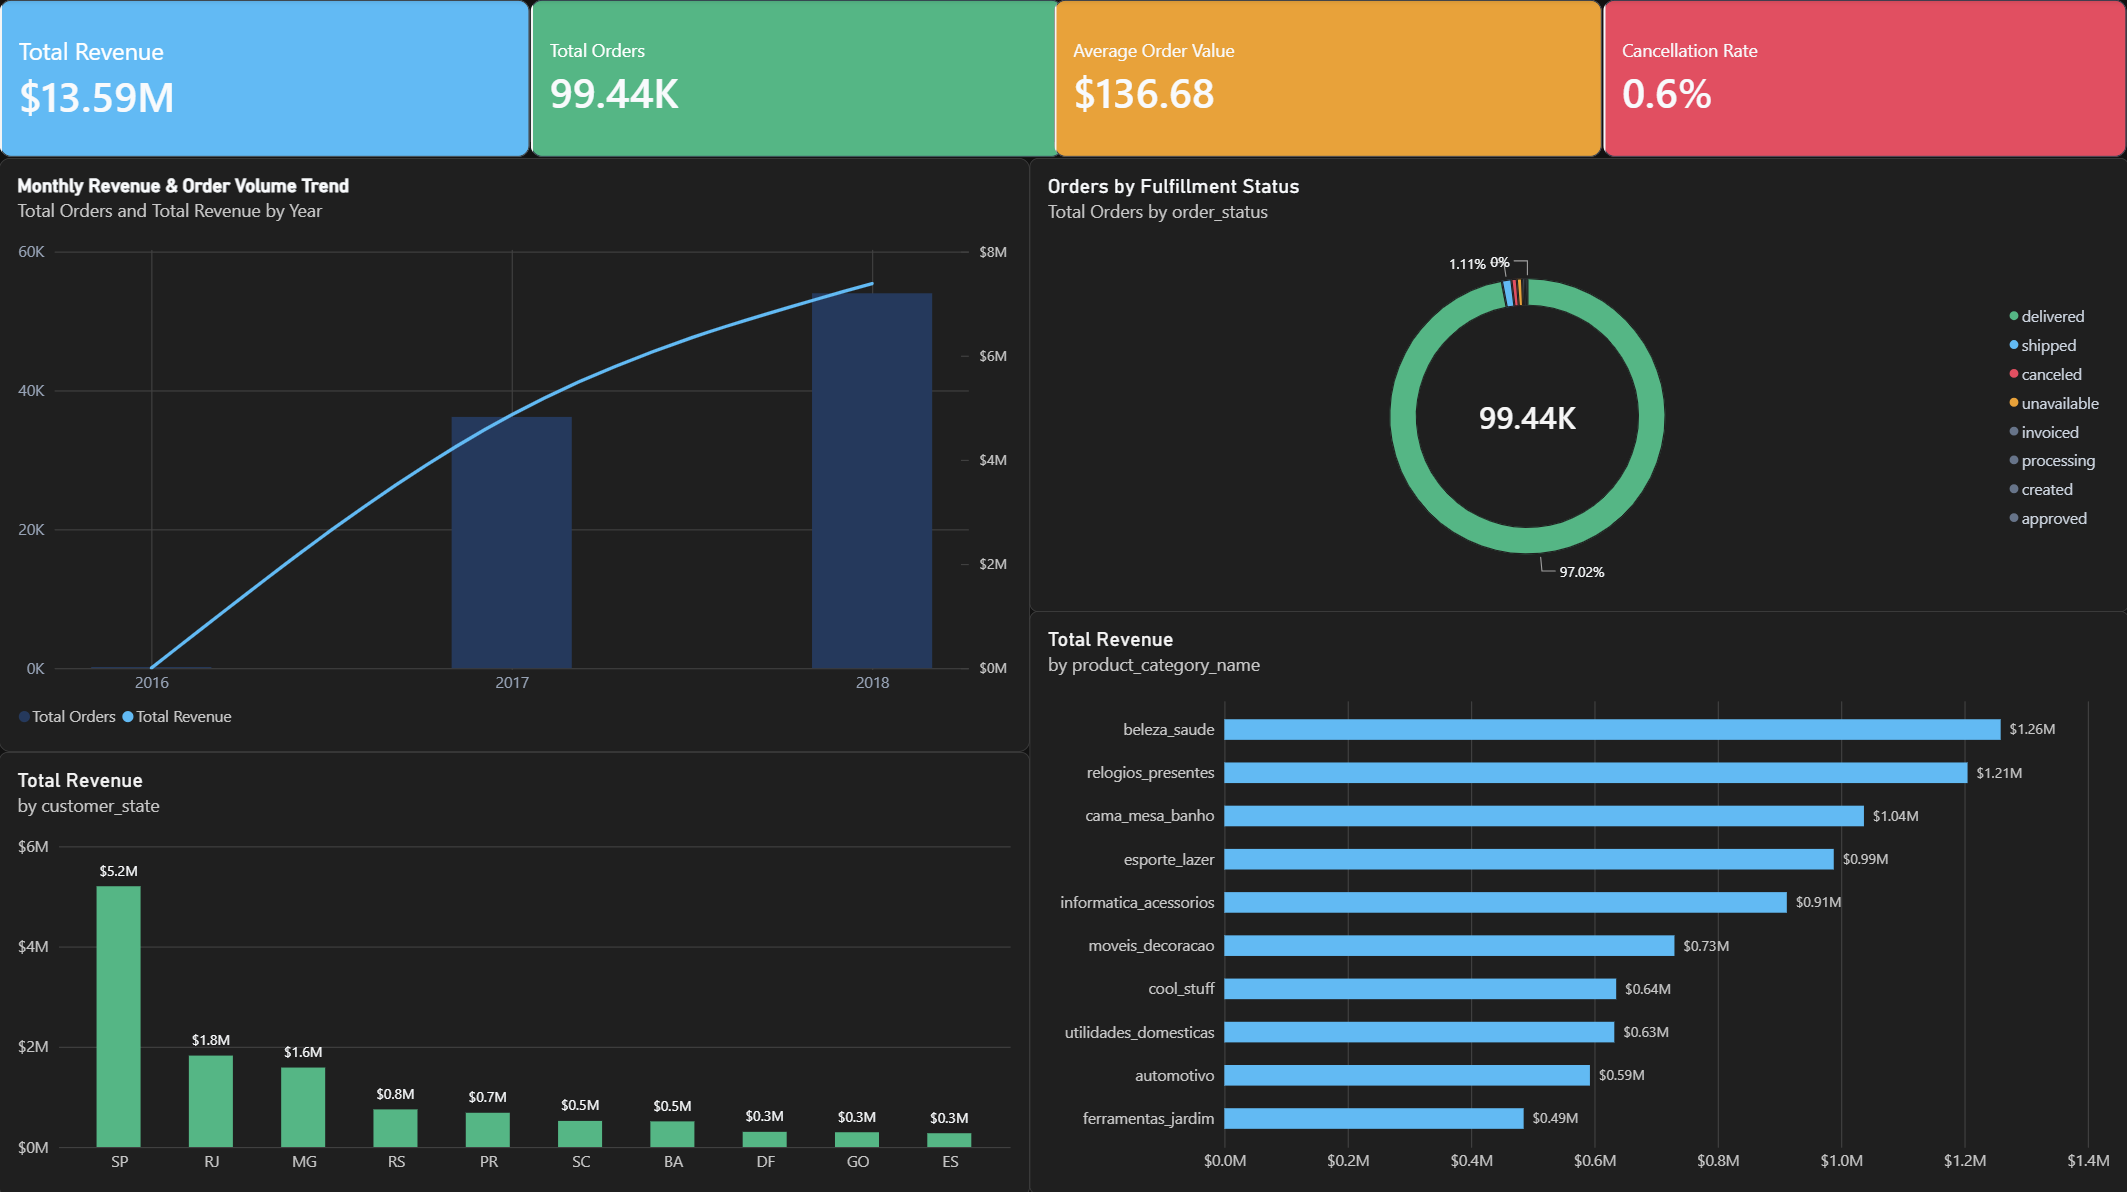 Total Revenue
$13.59M
Total Orders
99.44K
Average Order Value
$136.68
Cancellation Rate
0.6%
Monthly Revenue & Order Volume Trend
Total Orders and Total Revenue by Year
60K
40K
20K
0K
$8M
$6M
$4M
$2M
$0M
2016 2017 2018
Total Orders Total Revenue
Orders by Fulfillment Status
Total Orders by order_status
1.11% 0%
99.44K
97.02%
delivered
shipped
canceled
unavailable
invoiced
processing
created
approved
Total Revenue
by customer_state
$6M
$4M
$2M
$0M
$5.2M
$1.8M
$1.6M
$0.8M
$0.7M
$0.5M
$0.5M
$0.3M
$0.3M
$0.3M
SP RJ MG RS PR SC BA DF GO ES
Total Revenue
by product_category_name
beleza_saude $1.26M
relogios_presentes $1.21M
cama_mesa_banho $1.04M
esporte_lazer $0.99M
informatica_acessorios $0.91M
moveis_decoracao $0.73M
cool_stuff $0.64M
utilidades_domesticas $0.63M
automotivo $0.59M
ferramentas_jardim $0.49M
$0.0M $0.2M $0.4M $0.6M $0.8M $1.0M $1.2M $1.4M